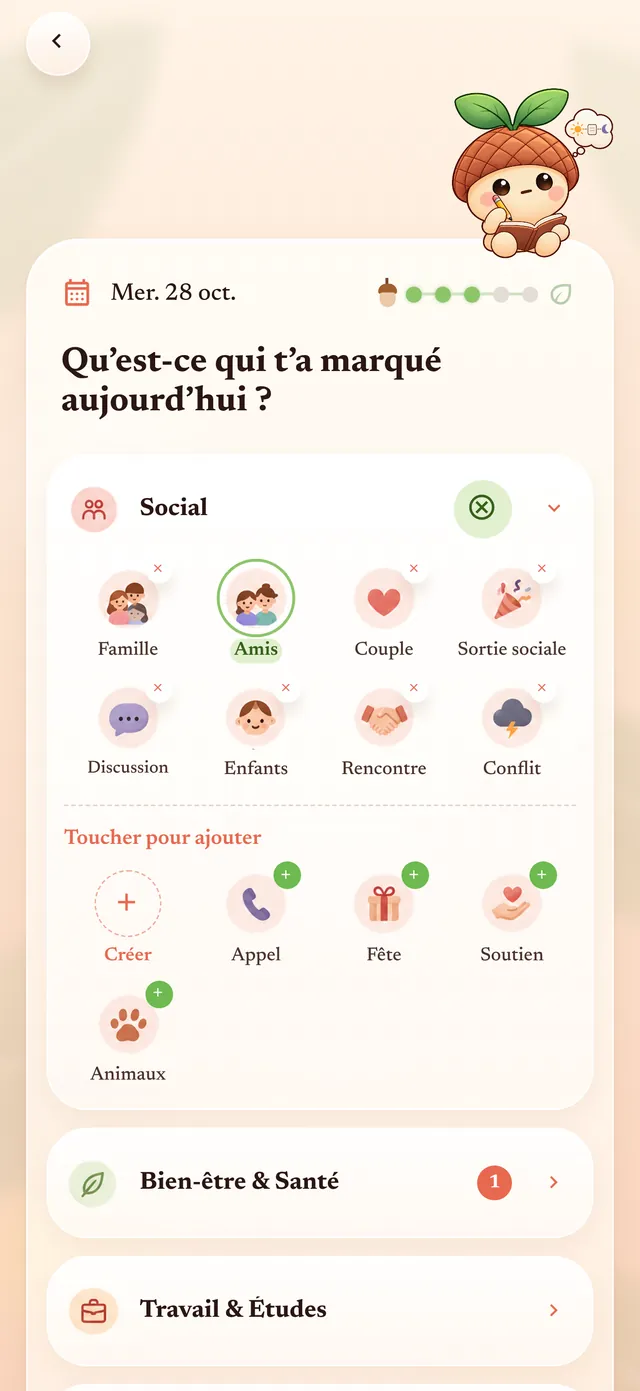 Mer. 28 oct.
Qu’est-ce qui t’a marqué
aujourd’hui ?
Social
Famille
Amis
Couple
Sortie sociale
Discussion
Enfants
Rencontre
Conflit
Toucher pour ajouter
Créer
Appel
Fête
Soutien
Animaux
Bien-être & Santé
1
Travail & Études